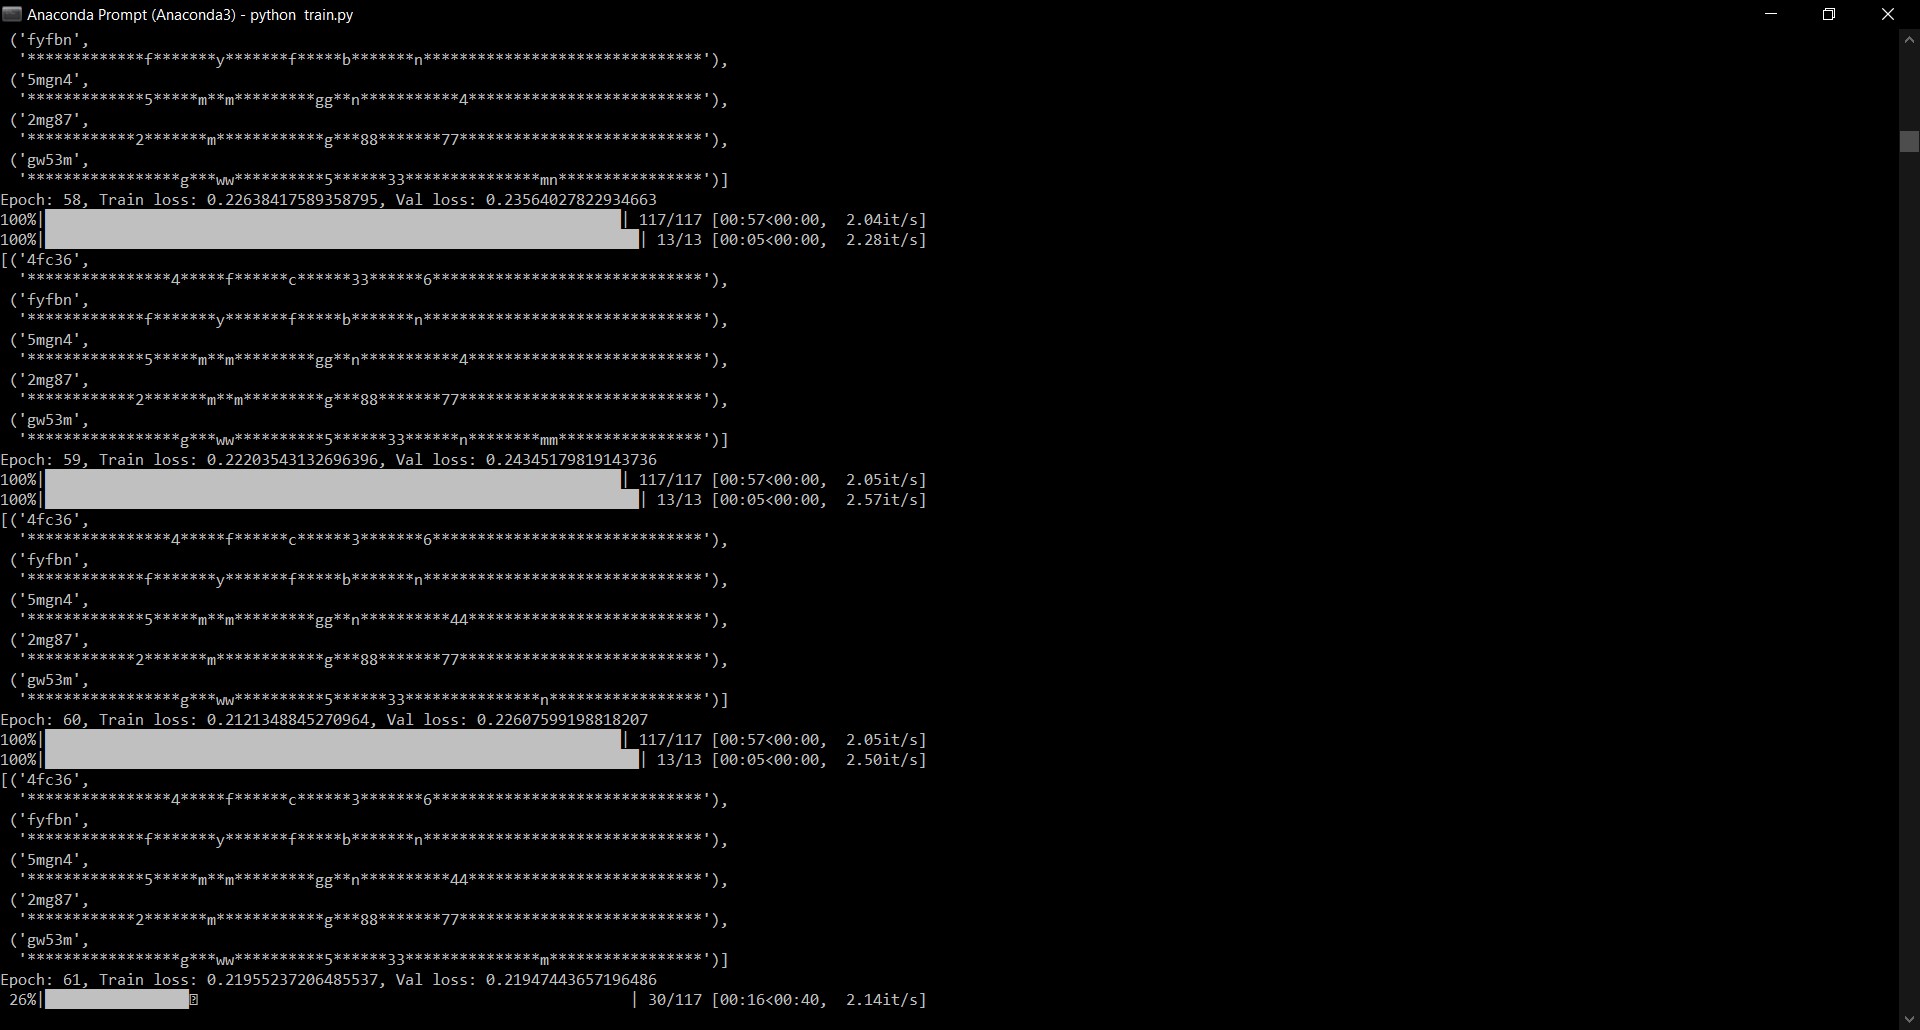 Anaconda Prompt (Anaconda3) - python  train.py
('fyfbn',
'*************f*******y*******f*****b*******n*******************************'),
('5mgn4',
'*************5*****m**m*********gg**n***********4**************************'),
('2mg87',
'************2*******m************g***88*******77***************************'),
('gw53m',
'*****************g***ww**********5******33***************mn****************')]
Epoch: 58, Train loss: 0.22638417589358795, Val loss: 0.23564027822934663
100%| | 117/117 [00:57<00:00,  2.04it/s]
100%| | 13/13 [00:05<00:00,  2.28it/s]
[('4fc36',
'****************4*****f******c******33******6******************************'),
('fyfbn',
'*************f*******y*******f*****b*******n*******************************'),
('5mgn4',
'*************5*****m**m*********gg**n***********4**************************'),
('2mg87',
'************2*******m**m*********g***88*******77***************************'),
('gw53m',
'*****************g***ww**********5******33******n********mm****************')]
Epoch: 59, Train loss: 0.22203543132696396, Val loss: 0.24345179819143736
100%| | 117/117 [00:57<00:00,  2.05it/s]
100%| | 13/13 [00:05<00:00,  2.57it/s]
[('4fc36',
'****************4*****f******c******3*******6******************************'),
('fyfbn',
'*************f*******y*******f*****b*******n*******************************'),
('5mgn4',
'*************5*****m**m*********gg**n**********44**************************'),
('2mg87',
'************2*******m************g***88*******77***************************'),
('gw53m',
'*****************g***ww**********5******33***************n*****************')]
Epoch: 60, Train loss: 0.2121348845270964, Val loss: 0.22607599198818207
100%| | 117/117 [00:57<00:00,  2.05it/s]
100%| | 13/13 [00:05<00:00,  2.50it/s]
[('4fc36',
'****************4*****f******c******3*******6******************************'),
('fyfbn',
'*************f*******y*******f*****b*******n*******************************'),
('5mgn4',
'*************5*****m**m*********gg**n**********44**************************'),
('2mg87',
'************2*******m************g***88*******77***************************'),
('gw53m',
'*****************g***ww**********5******33***************m*****************')]
Epoch: 61, Train loss: 0.21955237206485537, Val loss: 0.21947443657196486
26%| | 30/117 [00:16<00:40,  2.14it/s]